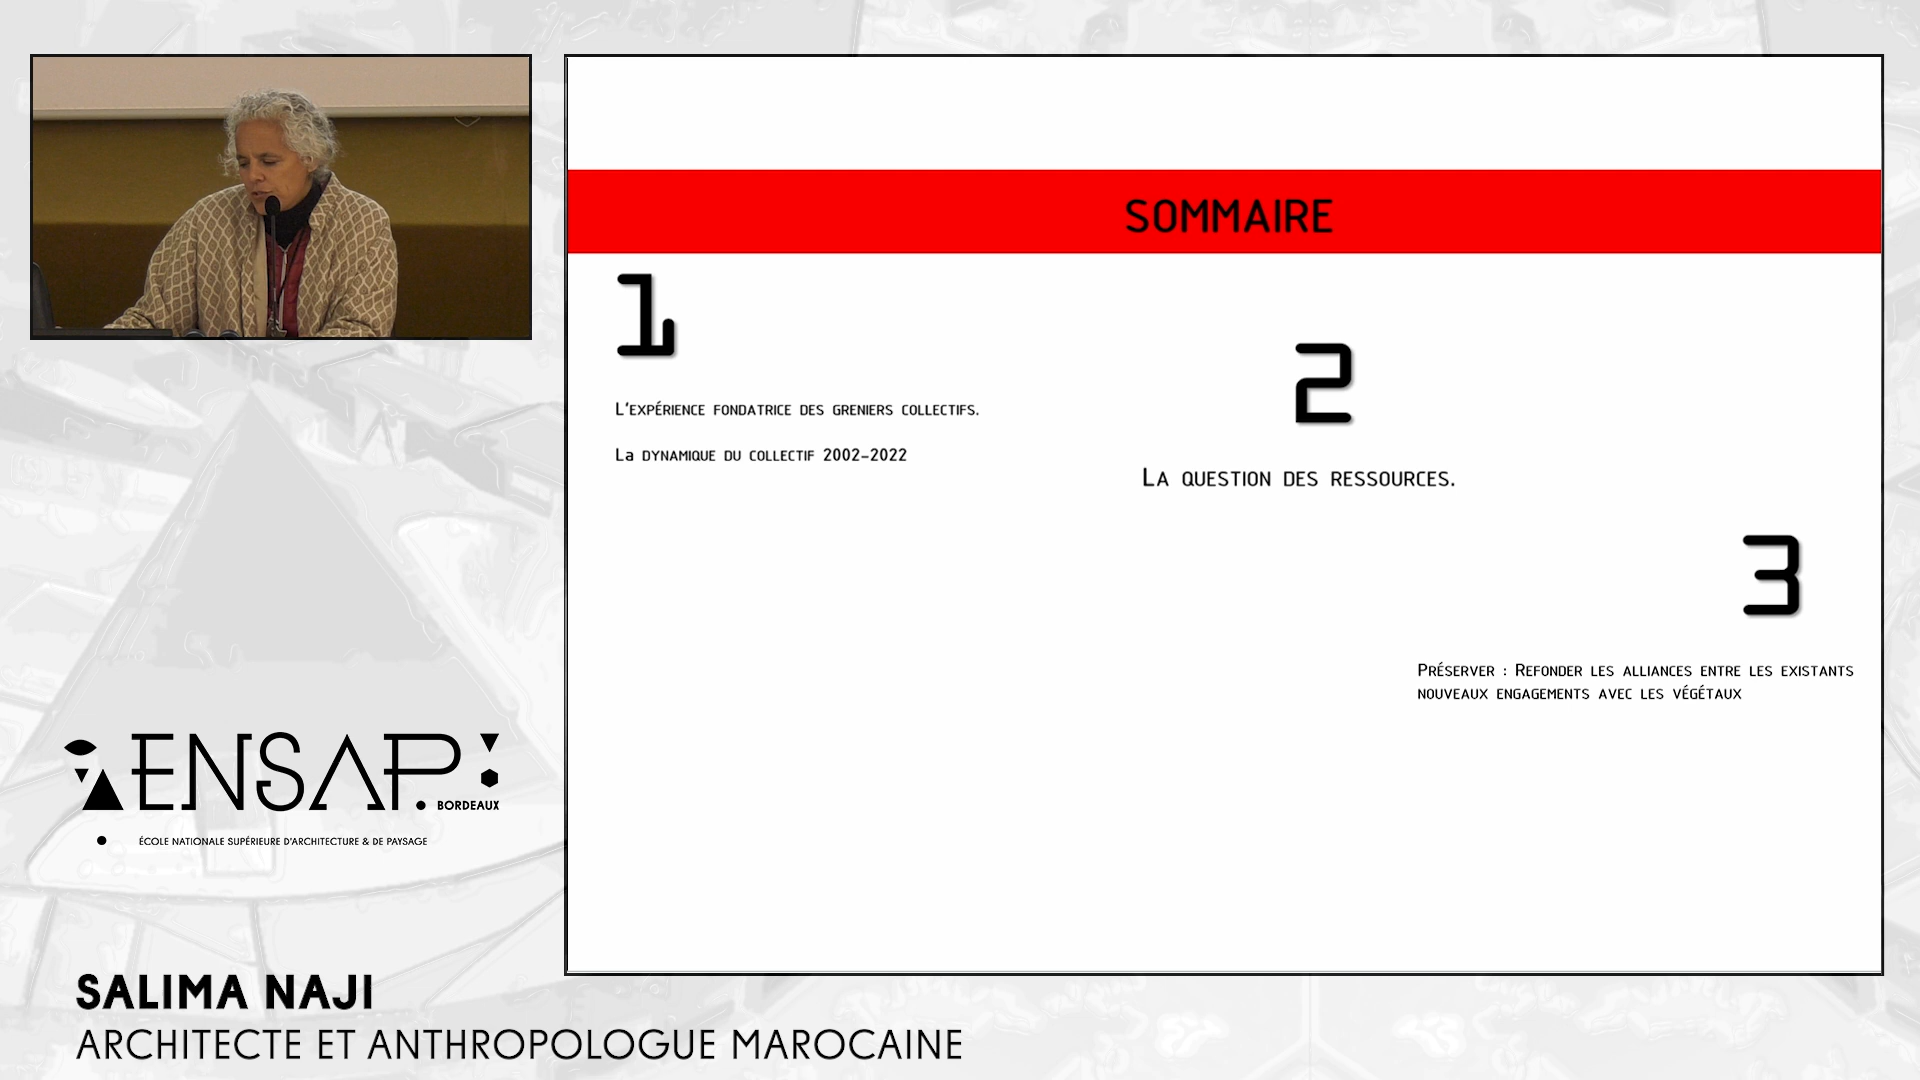 SOMMAIRE
1
L'EXPÉRIENCE FONDATRICE DES GRENIERS COLLECTIFS.
La DYNAMIQUE DU COLLECTIF 2002-2022
2
LA QUESTION DES RESSOURCES.
3
PRÉSERVER : REFONDER LES ALLIANCES ENTRE LES EXISTANTS
NOUVEAUX ENGAGEMENTS AVEC LES VÉGÉTAUX
ENSAP.
BORDEAUX
ÉCOLE NATIONALE SUPÉRIEURE D'ARCHITECTURE & DE PAYSAGE
SALIMA NAJI
ARCHITECTE ET ANTHROPOLOGUE MAROCAINE